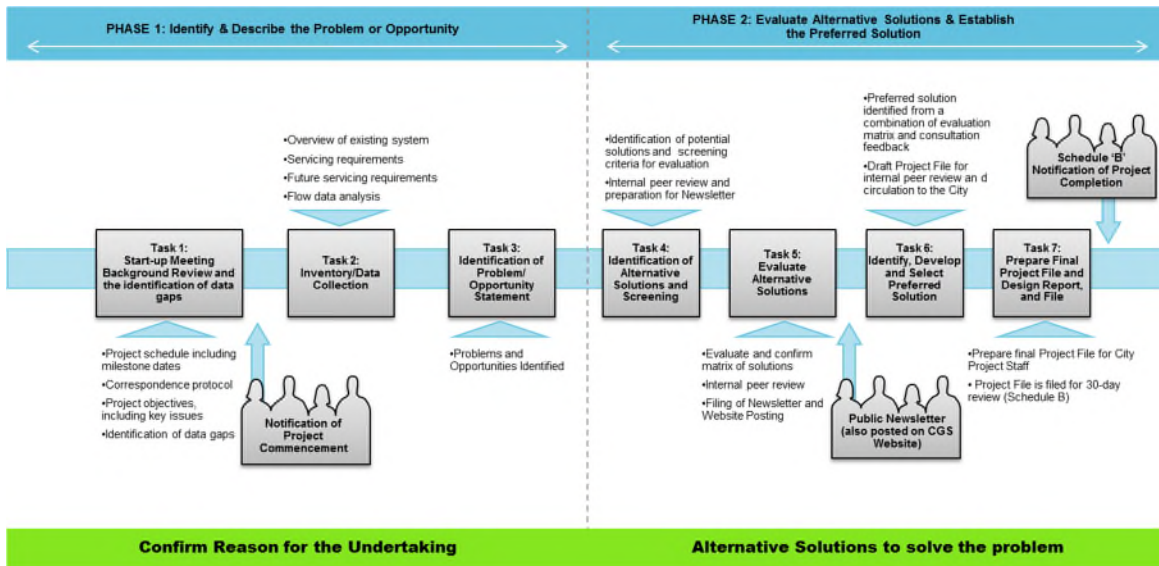 PHASE 1: Identify & Describe the Problem or Opportunity
PHASE 2: Evaluate Alternative Solutions & Establish
the Preferred Solution
•Overview of existing system
•Servicing requirements
•Future servicing requirements
•Flow data analysis
•Identification of potential
solutions and screening
criteria for evaluation
•Internal peer review and
preparation for Newsletter
•Preferred solution
identified from a
combination of evaluation
matrix and consultation
feedback
•Draft Project File for
internal peer review an d
circulation to the City
Schedule ‘B’
Notification of Project
Completion
Task 1:
Start-up Meeting
Background Review and
the identification of data
gaps
Task 2:
Inventory/Data
Collection
Task 3:
Identification of
Problem/
Opportunity
Statement
Task 4:
Identification of
Alternative
Solutions and
Screening
Task 5:
Evaluate
Alternative
Solutions
Task 6:
Identify, Develop
and Select
Preferred
Solution
Task 7:
Prepare Final
Project File and
Design Report,
and File
•Project schedule including
milestone dates
•Correspondence protocol
•Project objectives,
including key issues
•Identification of data gaps
Notification of
Project
Commencement
•Problems and
Opportunities Identified
•Evaluate and confirm
matrix of solutions
•Internal peer review
•Filing of Newsletter and
Website Posting
Public Newsletter
(also posted on CGS
Website)
•Prepare final Project File for City
Project Staff
• Project File is filed for 30-day
review (Schedule B)
Confirm Reason for the Undertaking
Alternative Solutions to solve the problem